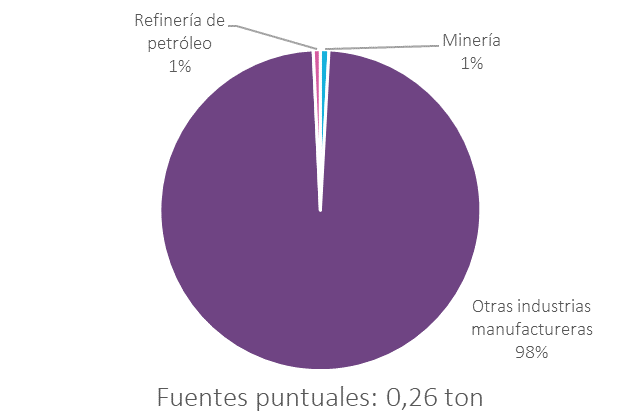 Refinería de
petróleo
1%
Minería
1%
Otras industrias
manufactureras
98%
Fuentes puntuales: 0,26 ton